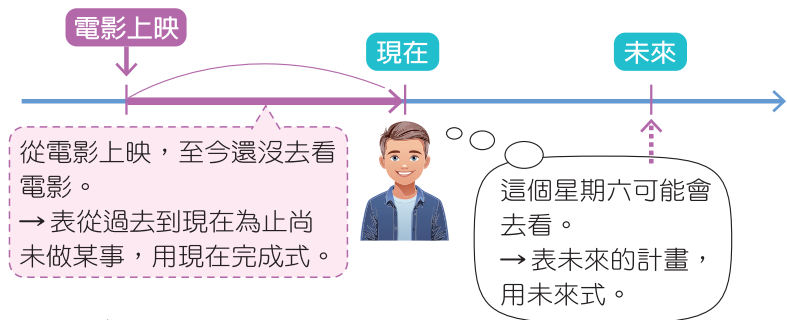 電影上映
現在
未來
從電影上映，至今還沒去看
電影。
→表從過去到現在為止尚
未做某事，用現在完成式。
這個星期六可能會
去看。
→表未來的計畫，
用未來式。